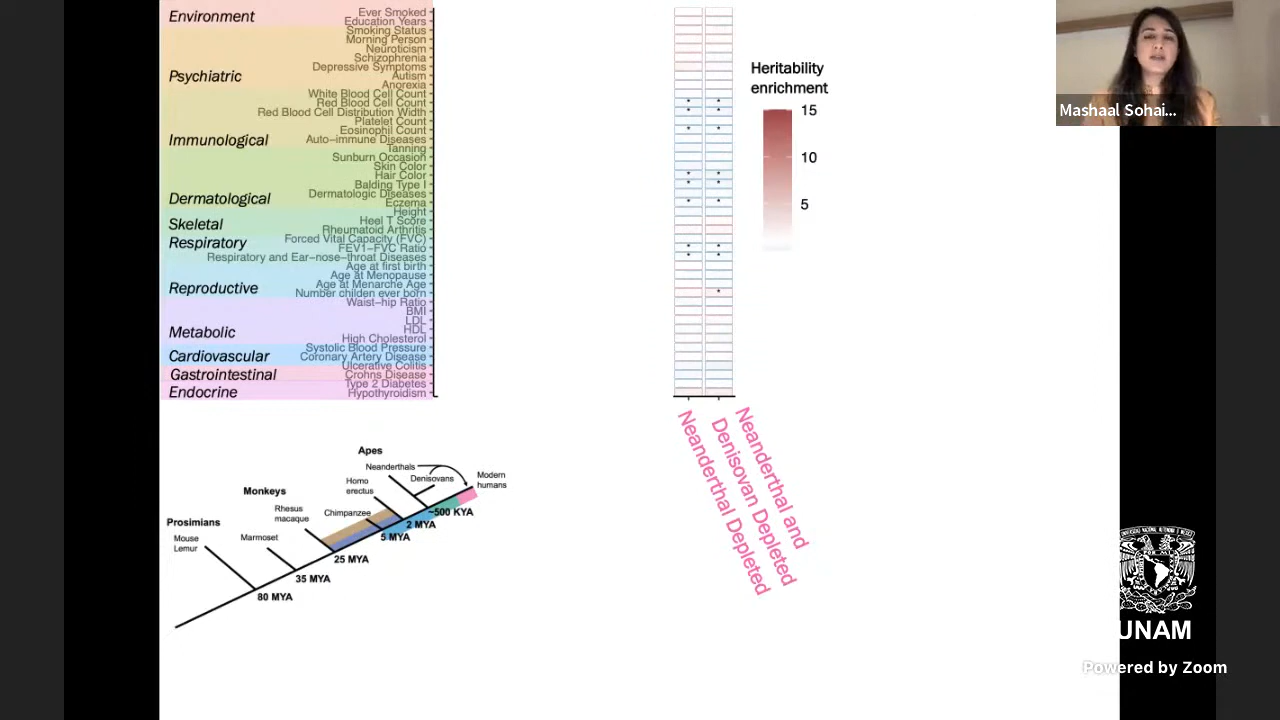 Environment
Psychiatric
Immunological
Dermatological
Skeletal
Respiratory
Reproductive
Metabolic
Cardiovascular
Gastrointestinal
Endocrine
Ever Smoked
Education Years
Smoking Status
Morning Person
Neuroticism
Schizophrenia
Depressive Symptoms
Autism
Anorexia
White Blood Cell Count
Red Blood Cell Count
Red Blood Cell Distribution Width
Platelet Count
Eosinophil Count
Auto-immune Diseases
Tanning
Sunburn Occasion
Skin Color
Hair Color
Balding Type I
Dermatologic Diseases
Eczema
Height
Heel T Score
Rheumatoid Arthritis
Forced Vital Capacity (FVC)
FEV1-FVC Ratio
Respiratory and Ear-nose-throat Diseases
Age at first birth
Age at Menopause
Age at Menarche Age
Number childen ever born
Waist-hip Ratio
BMI
LDL
HDL
High Cholesterol
Systolic Blood Pressure
Coronary Artery Disease
Ulcerative Colitis
Crohns Disease
Type 2 Diabetes
Hypothyroidism
Heritability
enrichment
15
10
5
Neanderthal Depleted
Neanderthal and
Denisovan Depleted
Apes
Neanderthals
Denisovans
Modern
humans
Homo
erectus
Monkeys
Chimpanzee
Rhesus
macaque
Prosimians
Mouse
Lemur
Marmoset
~500 KYA
2 MYA
5 MYA
25 MYA
35 MYA
80 MYA
Mashaal Sohai...
UNAM
Powered by Zoom